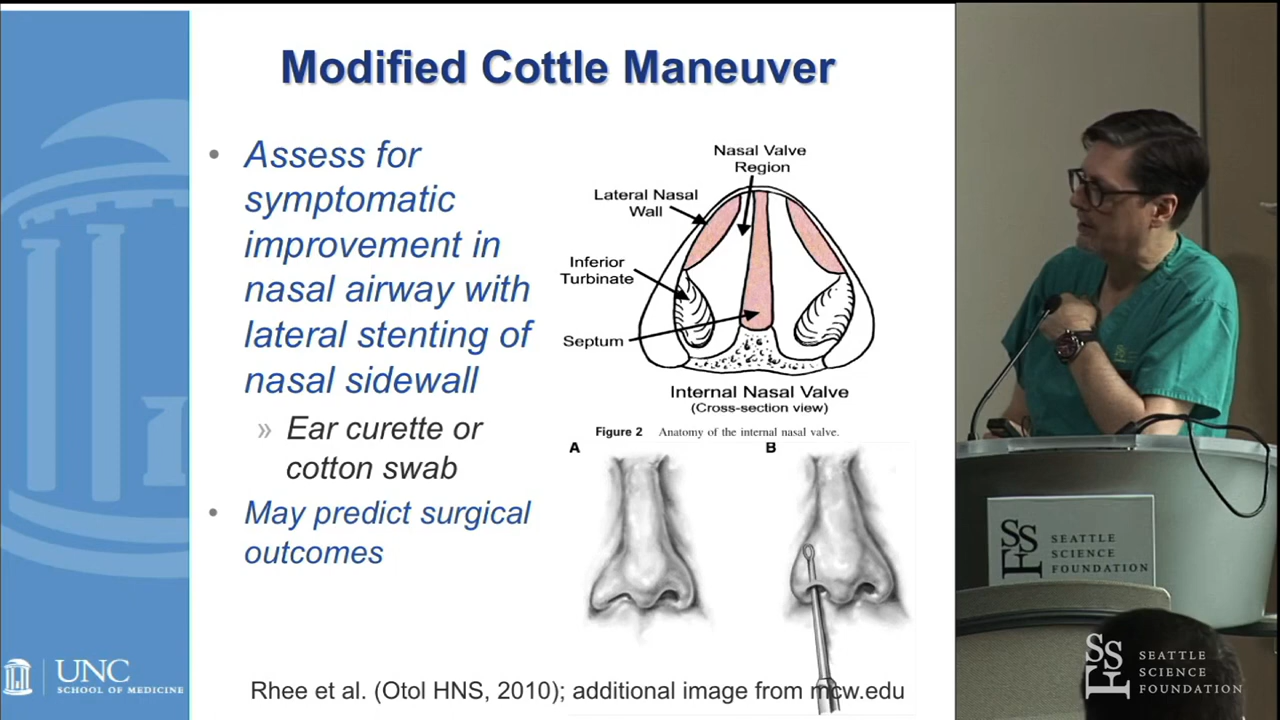 Modified Cottle Maneuver
• Assess for
symptomatic
improvement in
nasal airway with
lateral stenting of
nasal sidewall
» Ear curette or
cotton swab
• May predict surgical
outcomes
Nasal Valve
Region
Lateral Nasal
Wall
Inferior
Turbinate
Septum
Internal Nasal Valve
(Cross-section view)
Figure 2 Anatomy of the internal nasal valve.
A
B
Rhee et al. (Otol HNS, 2010); additional image from mcw.edu
UNC
SCHOOL OF MEDICINE
SSF
SEATTLE
SCIENCE
FOUNDATION
SSF
SEATTLE
SCIENCE
FOUNDATION